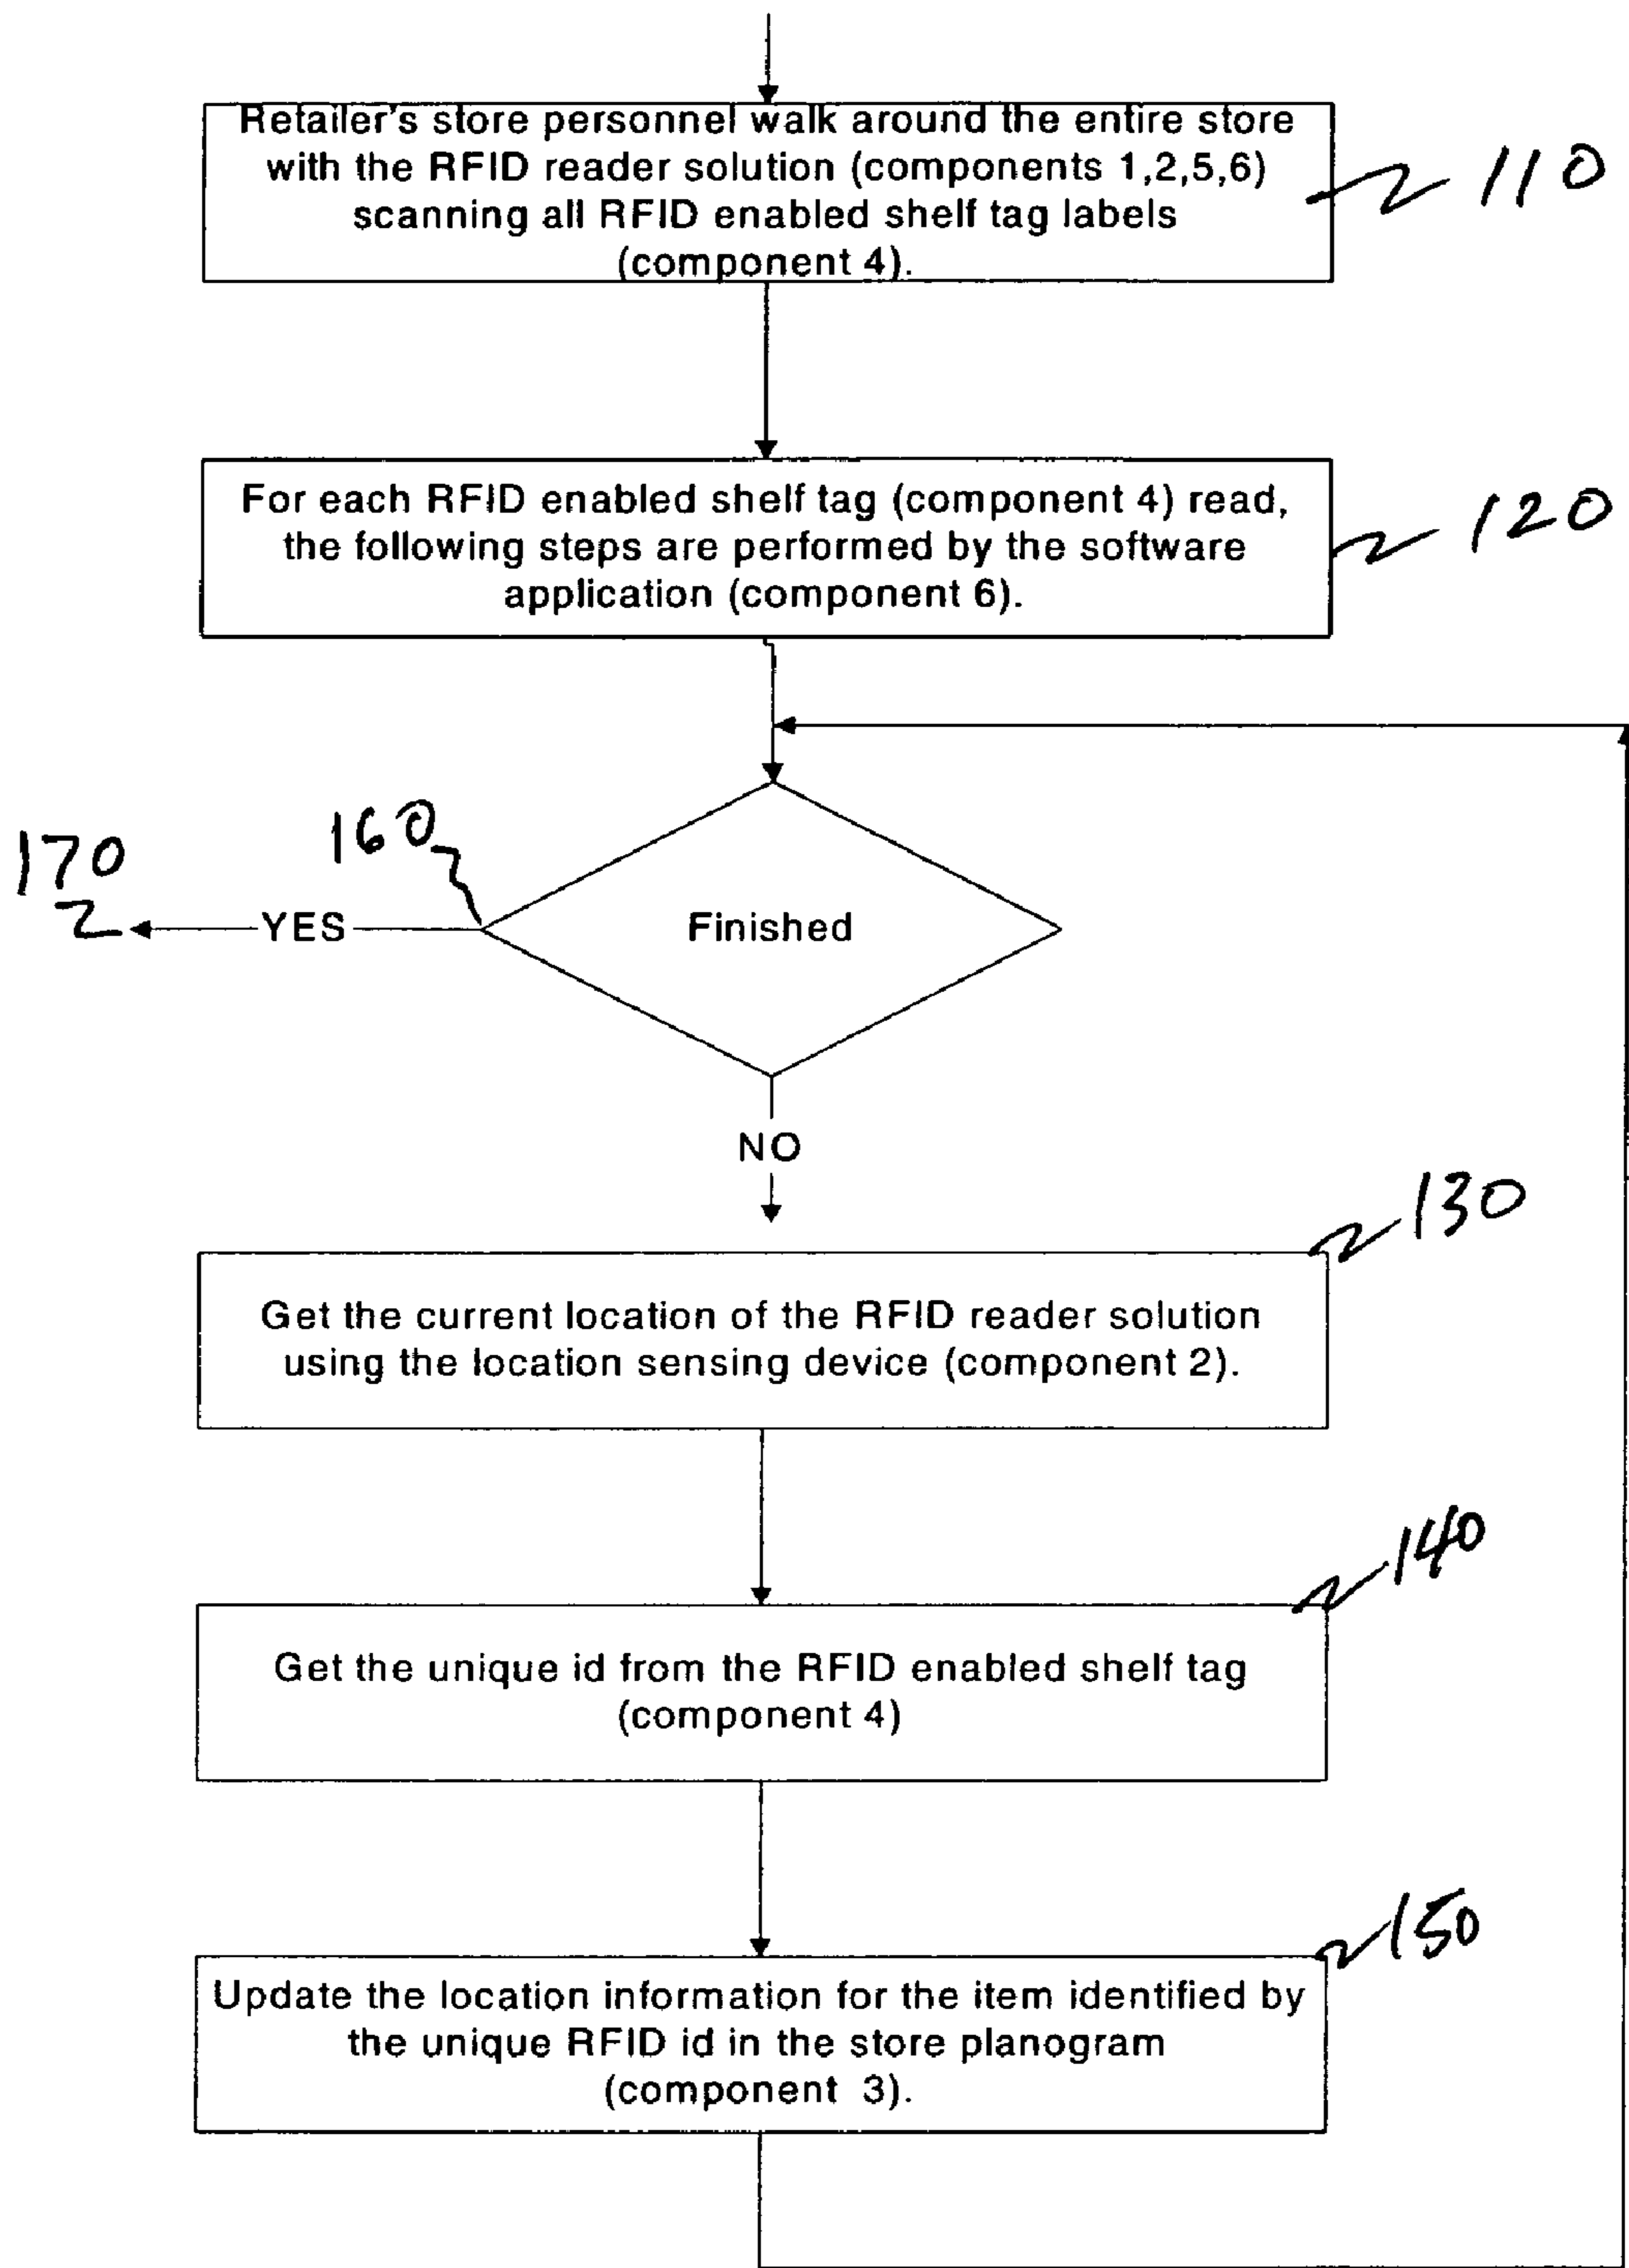 Retailer's store personnel walk around the entire store
with the RFID reader solution (components 1,2,5,6)
scanning all RFID enabled shelf tag labels
(component 4).
110
For each RFID enabled shelf tag (component 4) read,
the following steps are performed by the software
application (component 6).
120
160
170
YES
Finished
NO
130
Get the current location of the RFID reader solution
using the location sensing device (component 2).
140
Get the unique id from the RFID enabled shelf tag
(component 4)
150
Update the location information for the item identified by
the unique RFID id in the store planogram
(component 3).